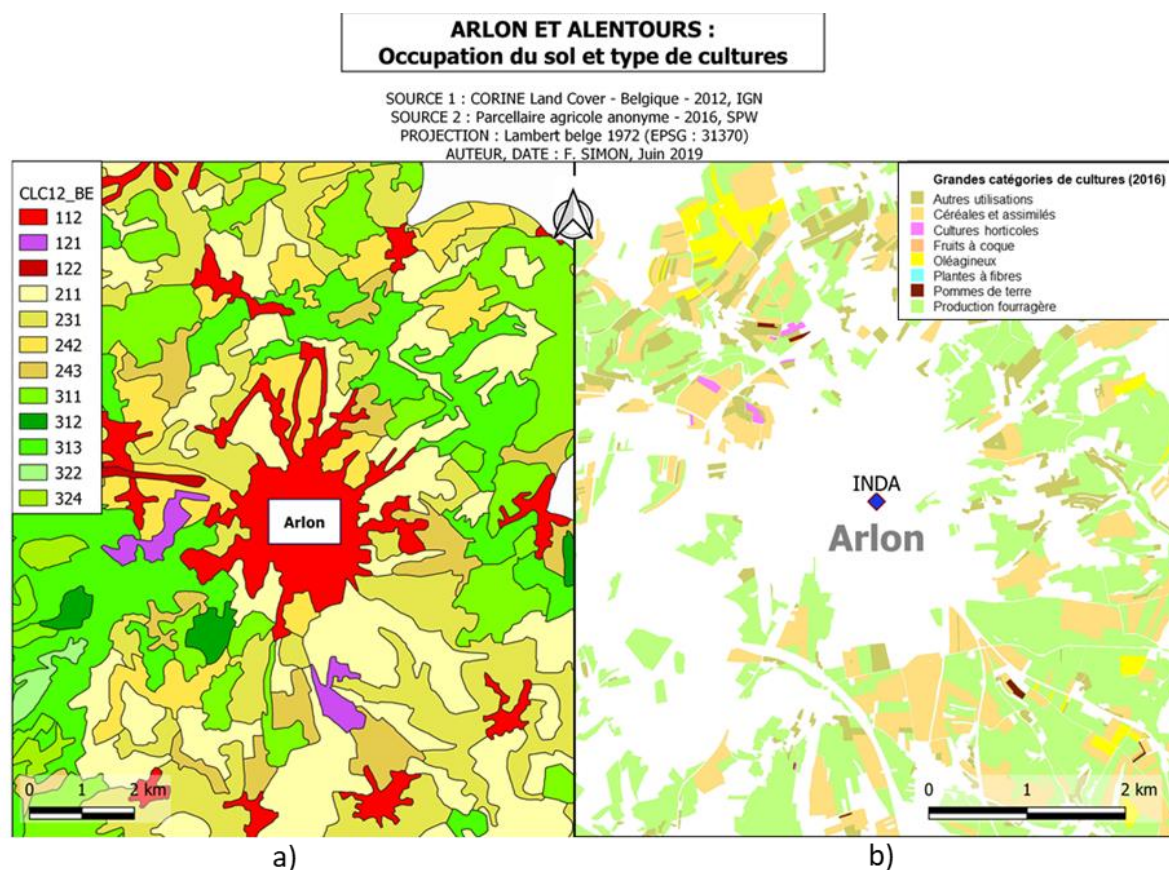 ARLON ET ALENTOURS :
Occupation du sol et type de cultures
SOURCE 1 : CORINE Land Cover - Belgique - 2012, IGN
SOURCE 2 : Parcellaire agricole anonyme - 2016, SPW
PROJECTION : Lambert belge 1972 (EPSG : 31370)
AUTEUR, DATE : F. SIMON, Juin 2019
CLC12_BE
112
121
122
211
231
242
243
311
312
313
322
324
Arlon
0 1 2 km
a)
Grandes catégories de cultures (2016)
Autres utilisations
Céréales et assimilés
Cultures horticoles
Fruits à coque
Oléagineux
Plantes à fibres
Pommes de terre
Production fourragère
INDA
Arlon
0 1 2 km
b)